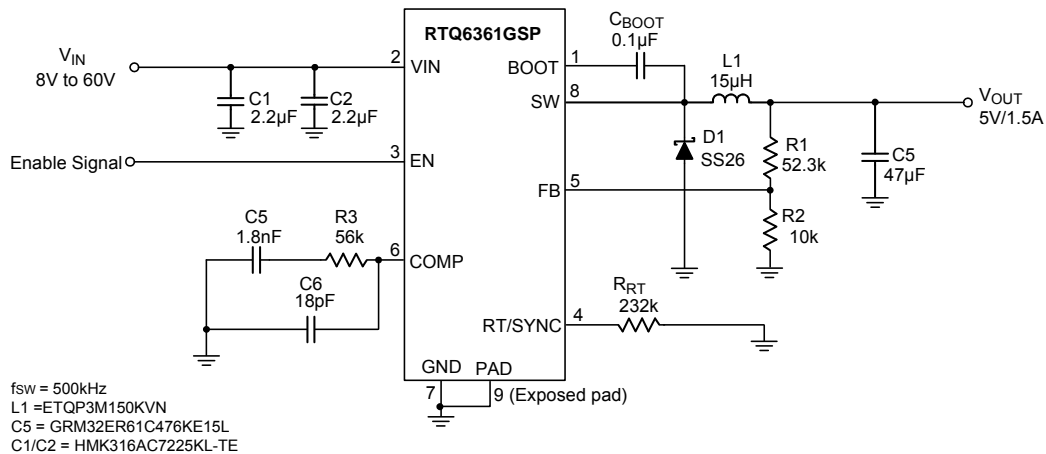 RTQ6361GSP
VIN
8V to 60V
2
VIN
C1
2.2µF
C2
2.2µF
Enable Signal
3
EN
C5
1.8nF
R3
56k
6
COMP
C6
18pF
BOOT
1
CBOOT
0.1µF
SW
8
L1
15µH
VOUT
5V/1.5A
D1
SS26
R1
52.3k
C5
47µF
FB
5
R2
10k
RRT
232k
RT/SYNC
4
GND
PAD
7
9 (Exposed pad)
fSW = 500kHz
L1 =ETQP3M150KVN
C5 = GRM32ER61C476KE15L
C1/C2 = HMK316AC7225KL-TE